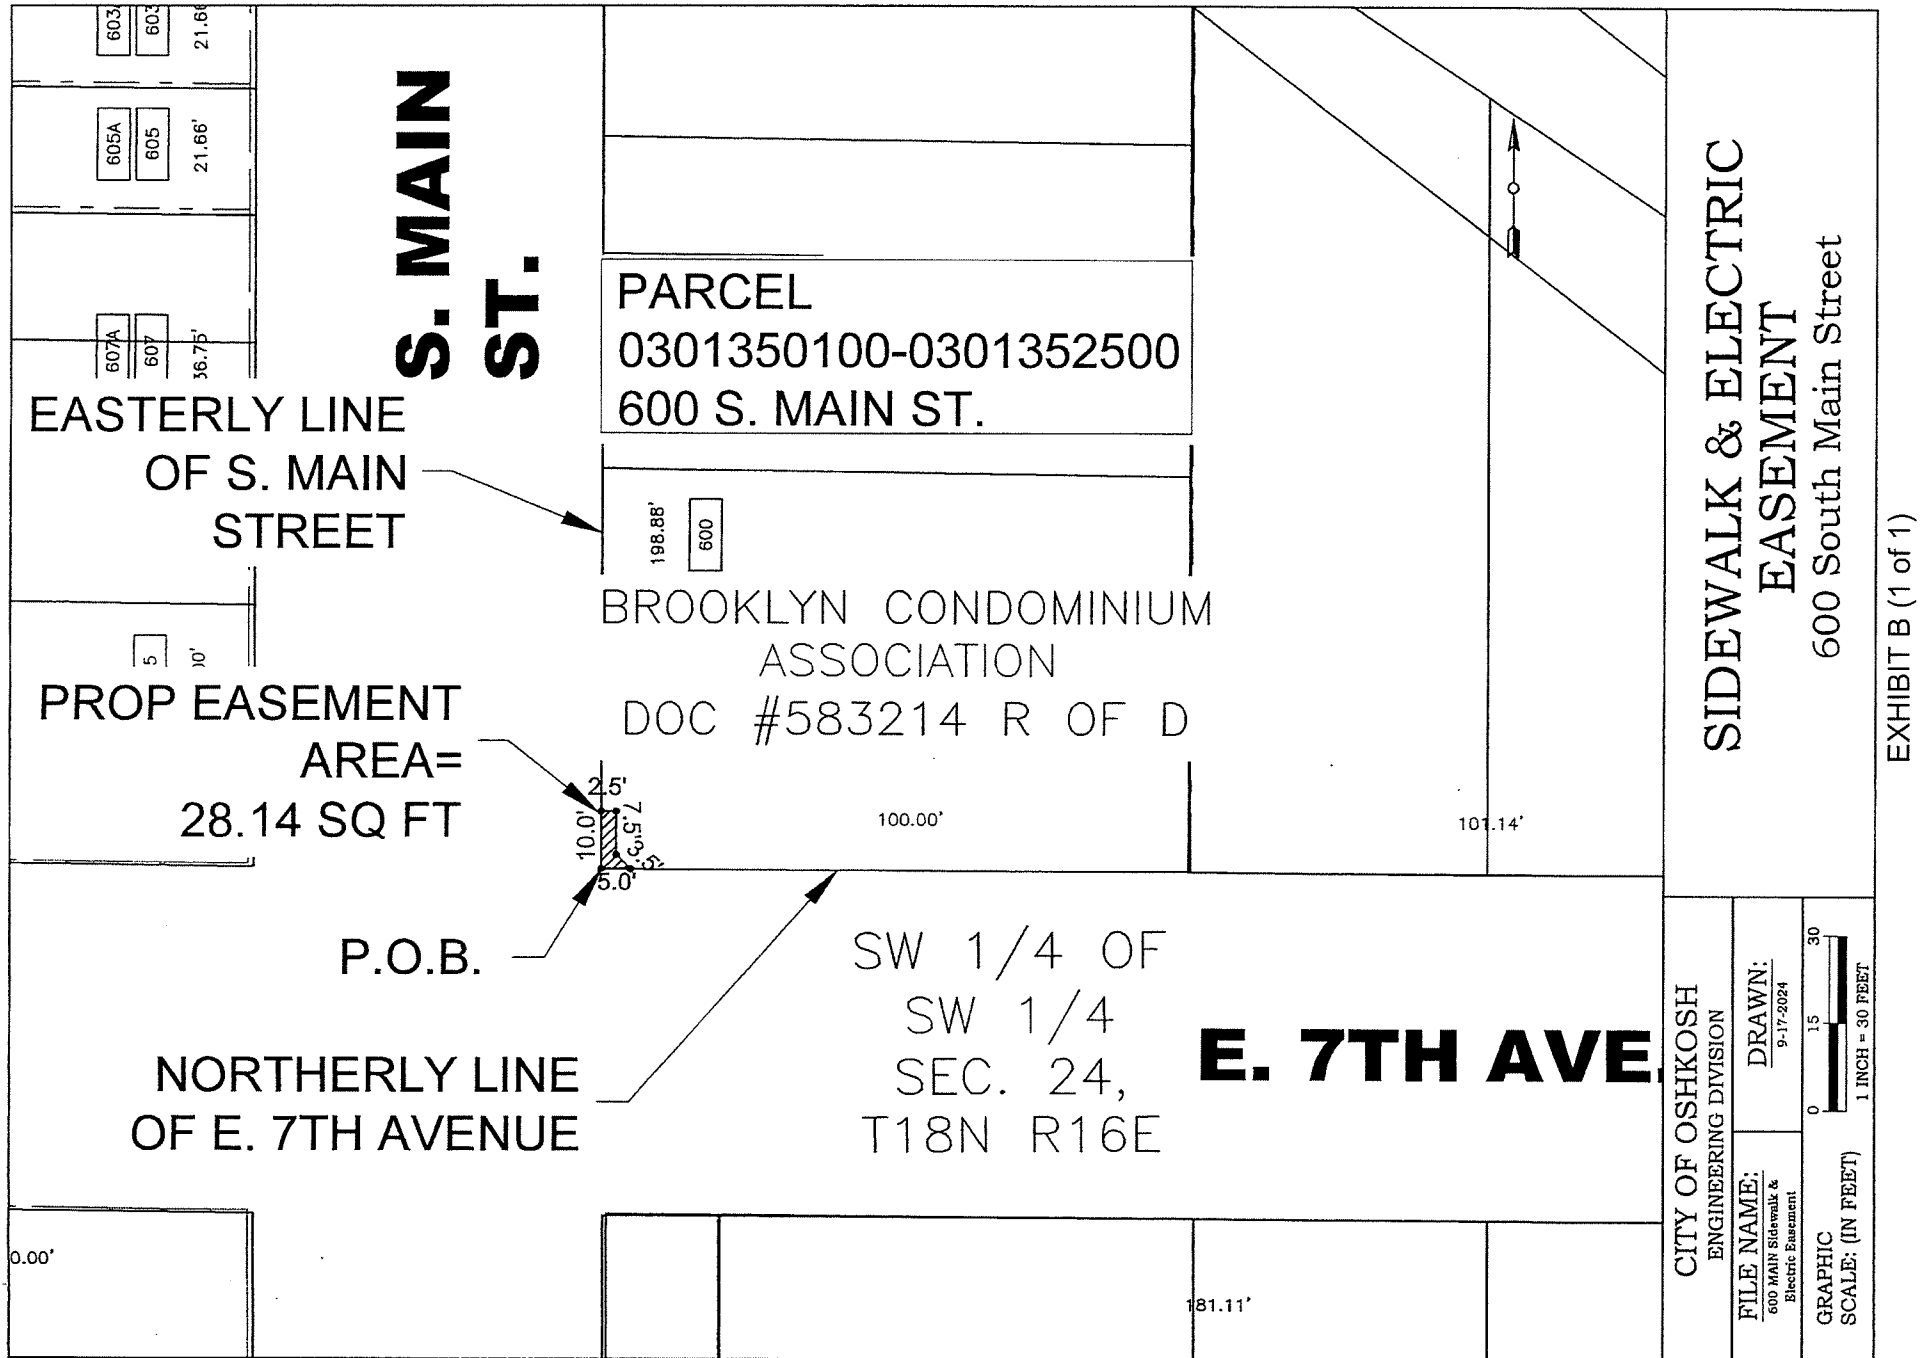 603
21.66'
605A
605
21.66'
607A
607
36.75'
S. MAIN
ST.
PARCEL
0301350100-0301352500
600 S. MAIN ST.
EASTERLY LINE
OF S. MAIN
STREET
198.88'
600
BROOKLYN CONDOMINIUM
ASSOCIATION
DOC #583214 R OF D
5
PROP EASEMENT
AREA=
28.14 SQ FT
2.5'
10.0'
7.5'
3.5'
5.0'
100.00'
101.14'
P.O.B.
NORTHERLY LINE
OF E. 7TH AVENUE
SW 1/4 OF
SW 1/4
SEC. 24,
T18N R16E
E. 7TH AVE.
0.00'
181.11'
SIDEWALK & ELECTRIC
EASEMENT
600 South Main Street
CITY OF OSHKOSH
ENGINEERING DIVISION
FILE NAME:
600 MAIN Sidewalk &
Electric Easement
DRAWN:
9-17-2024
GRAPHIC
SCALE: (IN FEET)
0 15 30
1 INCH = 30 FEET
EXHIBIT B (1 of 1)